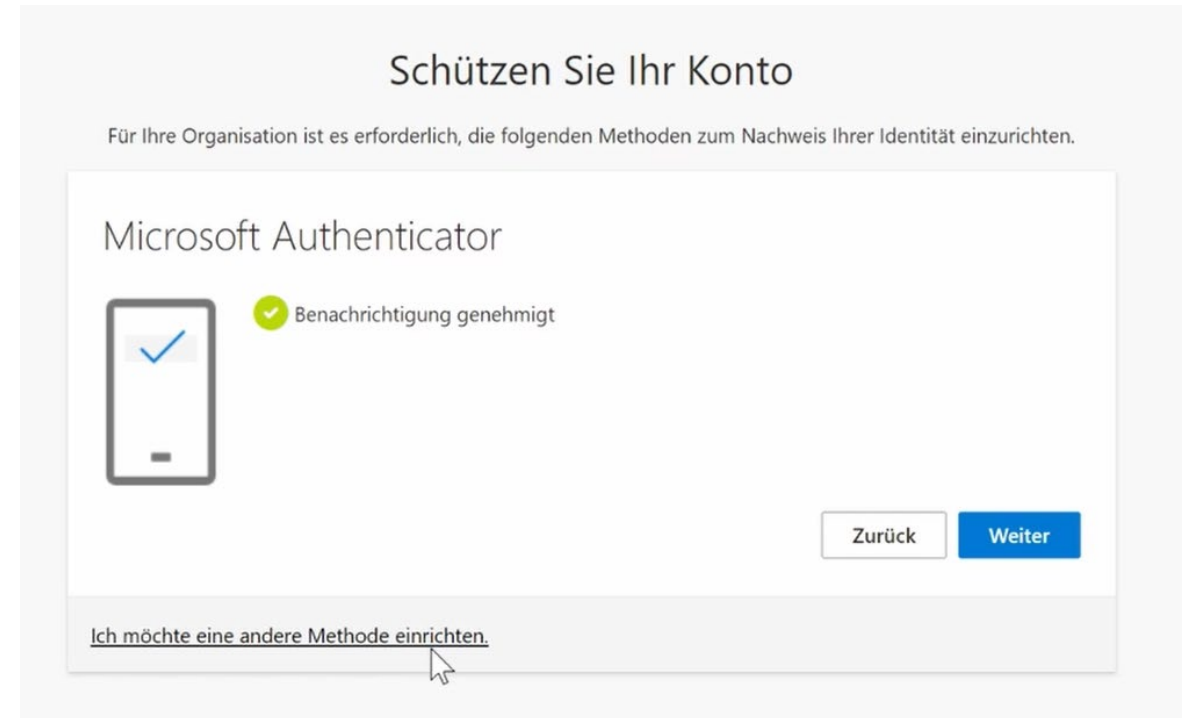 Schützen Sie Ihr Konto
Für Ihre Organisation ist es erforderlich, die folgenden Methoden zum Nachweis Ihrer Identität einzurichten.
Microsoft Authenticator
Benachrichtigung genehmigt
Zurück
Weiter
Ich möchte eine andere Methode einrichten.